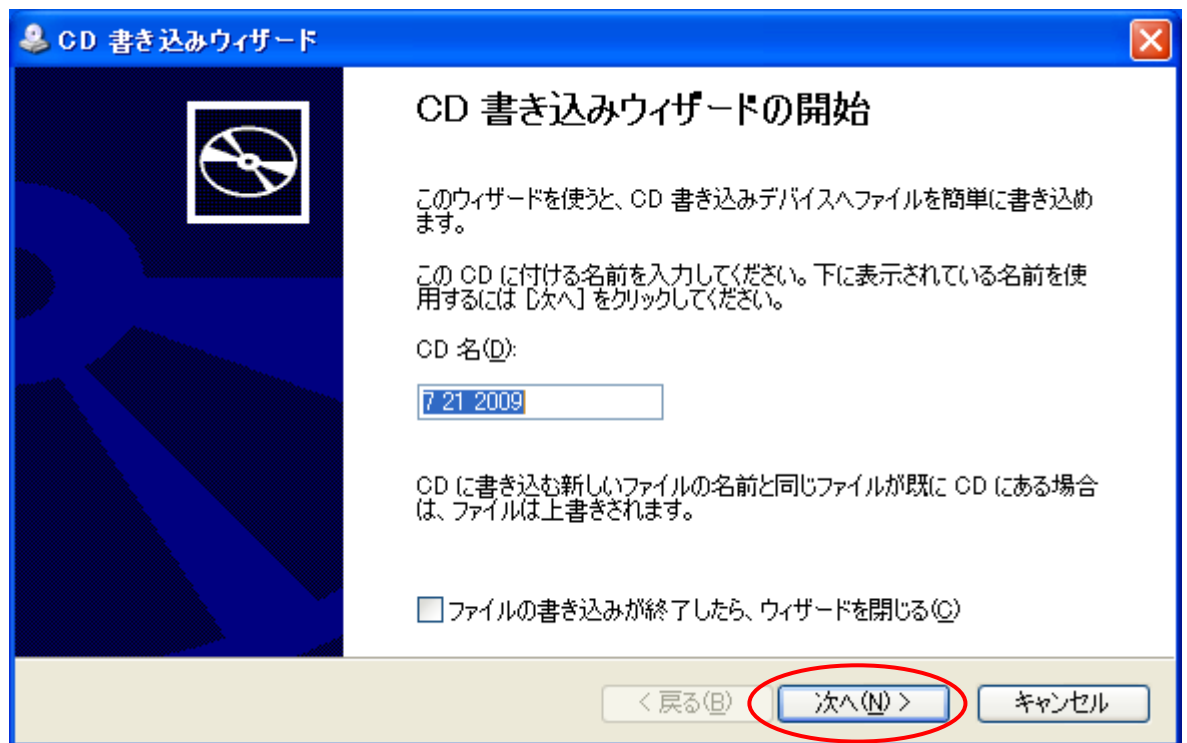 CD 書き込みウィザード
CD 書き込みウィザードの開始
このウィザードを使うと、CD 書き込みデバイスへファイルを簡単に書き込め
ます。
この CD に付ける名前を入力してください。下に表示されている名前を使
用するには [次へ] をクリックしてください。
CD 名(D):
7 21 2009
CD に書き込む新しいファイルの名前と同じファイルが既に CD にある場合
は、ファイルは上書きされます。
ファイルの書き込みが終了したら、ウィザードを閉じる(C)
< 戻る(B) 次へ(N) > キャンセル